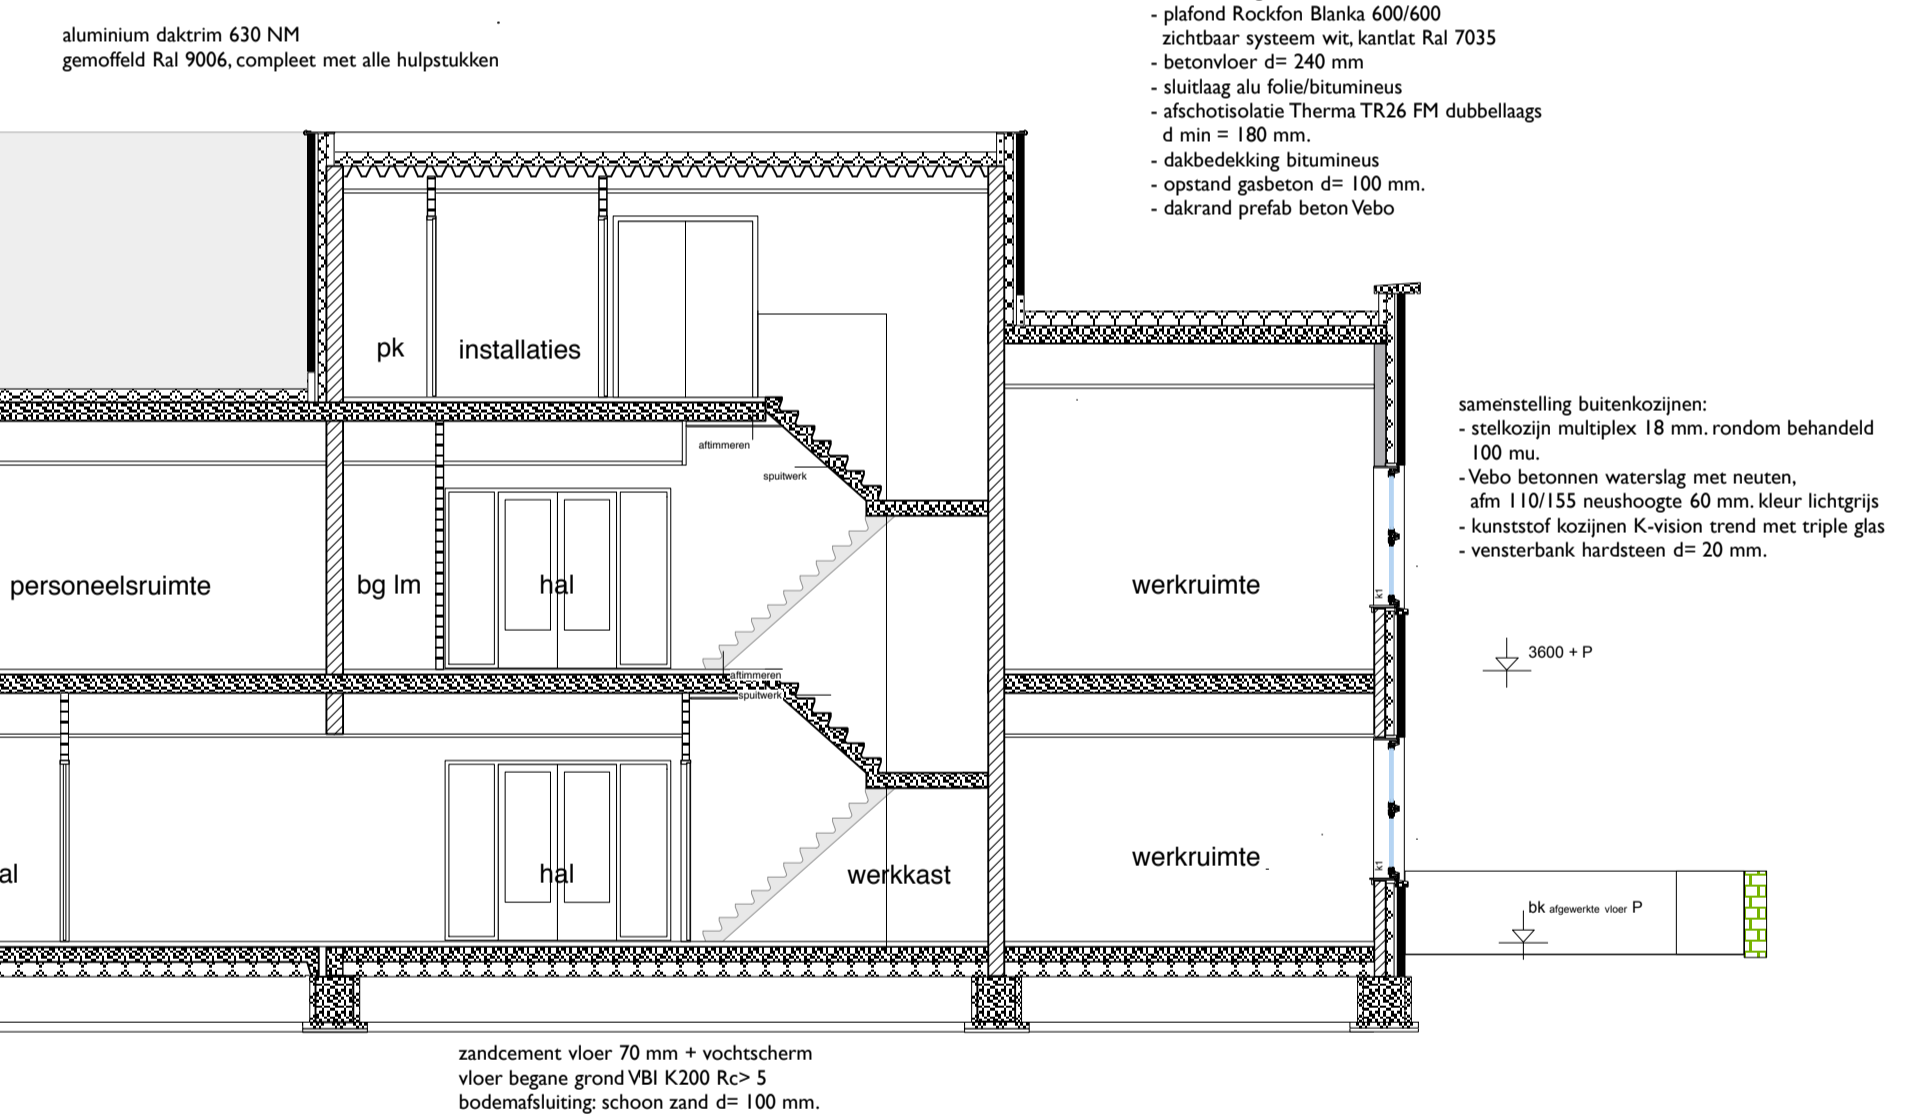 aluminium daktrim 630 NM
gemoffeld Ral 9006, compleet met alle hulpstukken
- plafond Rockfon Blanka 600/600
zichtbaar systeem wit, kantlat Ral 7035
- betonvloer d= 240 mm
- sluitlaag alu folie/bitumineus
- afschotisolatie Therma TR26 FM dubbellaags
d min = 180 mm.
- dakbedekking bitumineus
- opstand gasbeton d= 100 mm.
- dakrand prefab beton Vebo
pk
installaties
aftimmeren
spuitwerk
samenstelling buitenkozijnen:
- stelkozijn multiplex 18 mm. rondom behandeld
100 mu.
- Vebo betonnen waterslag met neuten,
afm 110/155 neushoogte 60 mm. kleur lichtgrijs
- kunststof kozijnen K-vision trend met triple glas
- vensterbank hardsteen d= 20 mm.
personeelsruimte
bg lm
hal
werkruimte
k1
3600 + P
aftimmeren
spuitwerk
al
hal
werkkast
werkruimte
k1
bk afgewerkte vloer P
zandcement vloer 70 mm + vochtscherm
vloer begane grond VBI K200 Rc> 5
bodemafsluiting: schoon zand d= 100 mm.